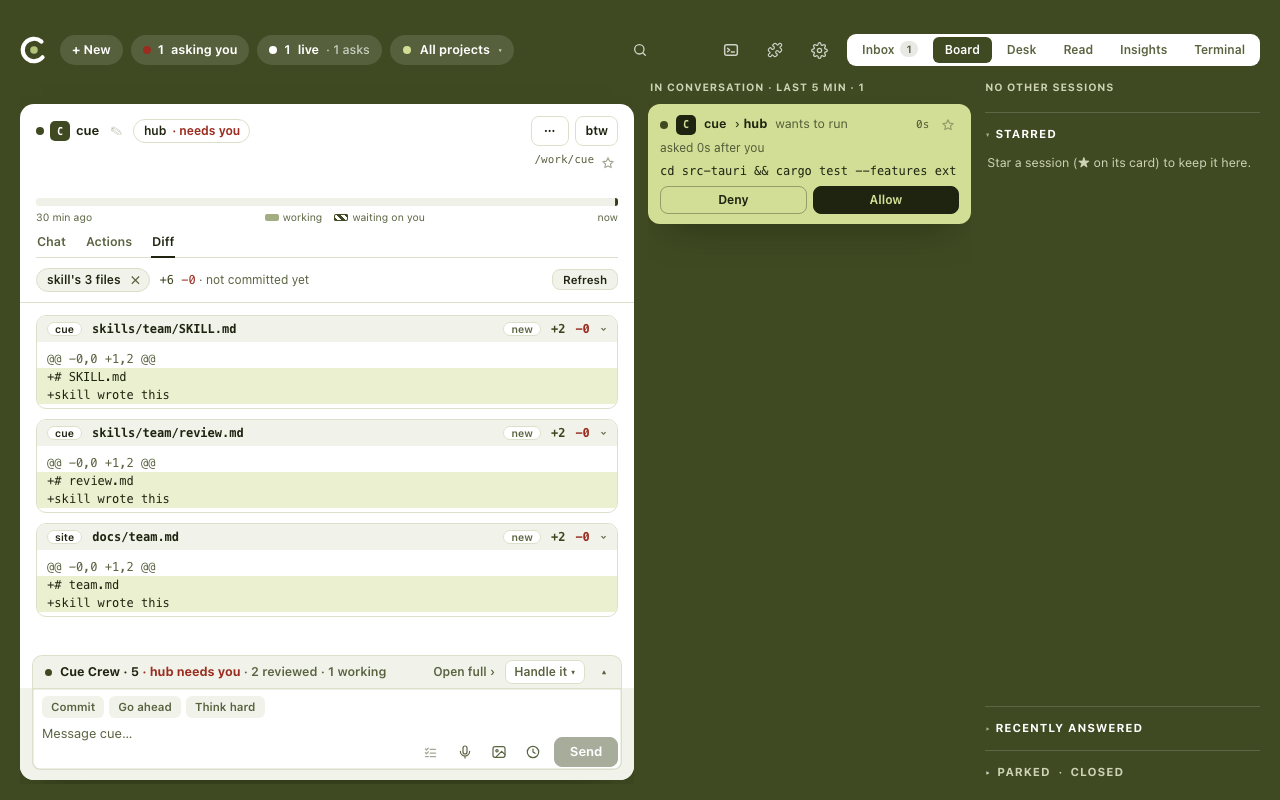 + New
1 asking you
1 live · 1 asks
All projects ·
Inbox 1
Board
Desk
Read
Insights
Terminal
C cue
hub · needs you
···
btw
/work/cue
30 min ago
working
waiting on you
now
Chat
Actions
Diff
skill's 3 files ✕
+6 −0 · not committed yet
Refresh
cue skills/team/SKILL.md new +2 −0
@@ −0,0 +1,2 @@
+# SKILL.md
+skill wrote this
cue skills/team/review.md new +2 −0
@@ −0,0 +1,2 @@
+# review.md
+skill wrote this
site docs/team.md new +2 −0
@@ −0,0 +1,2 @@
+# team.md
+skill wrote this
Cue Crew · 5 · hub needs you · 2 reviewed · 1 working
Open full ›
Handle it ▾
Commit
Go ahead
Think hard
Message cue…
Send
IN CONVERSATION · LAST 5 MIN · 1
C cue › hub wants to run 0s
asked 0s after you
cd src-tauri && cargo test --features ext
Deny
Allow
NO OTHER SESSIONS
STARRED
Star a session (★ on its card) to keep it here.
RECENTLY ANSWERED
PARKED · CLOSED